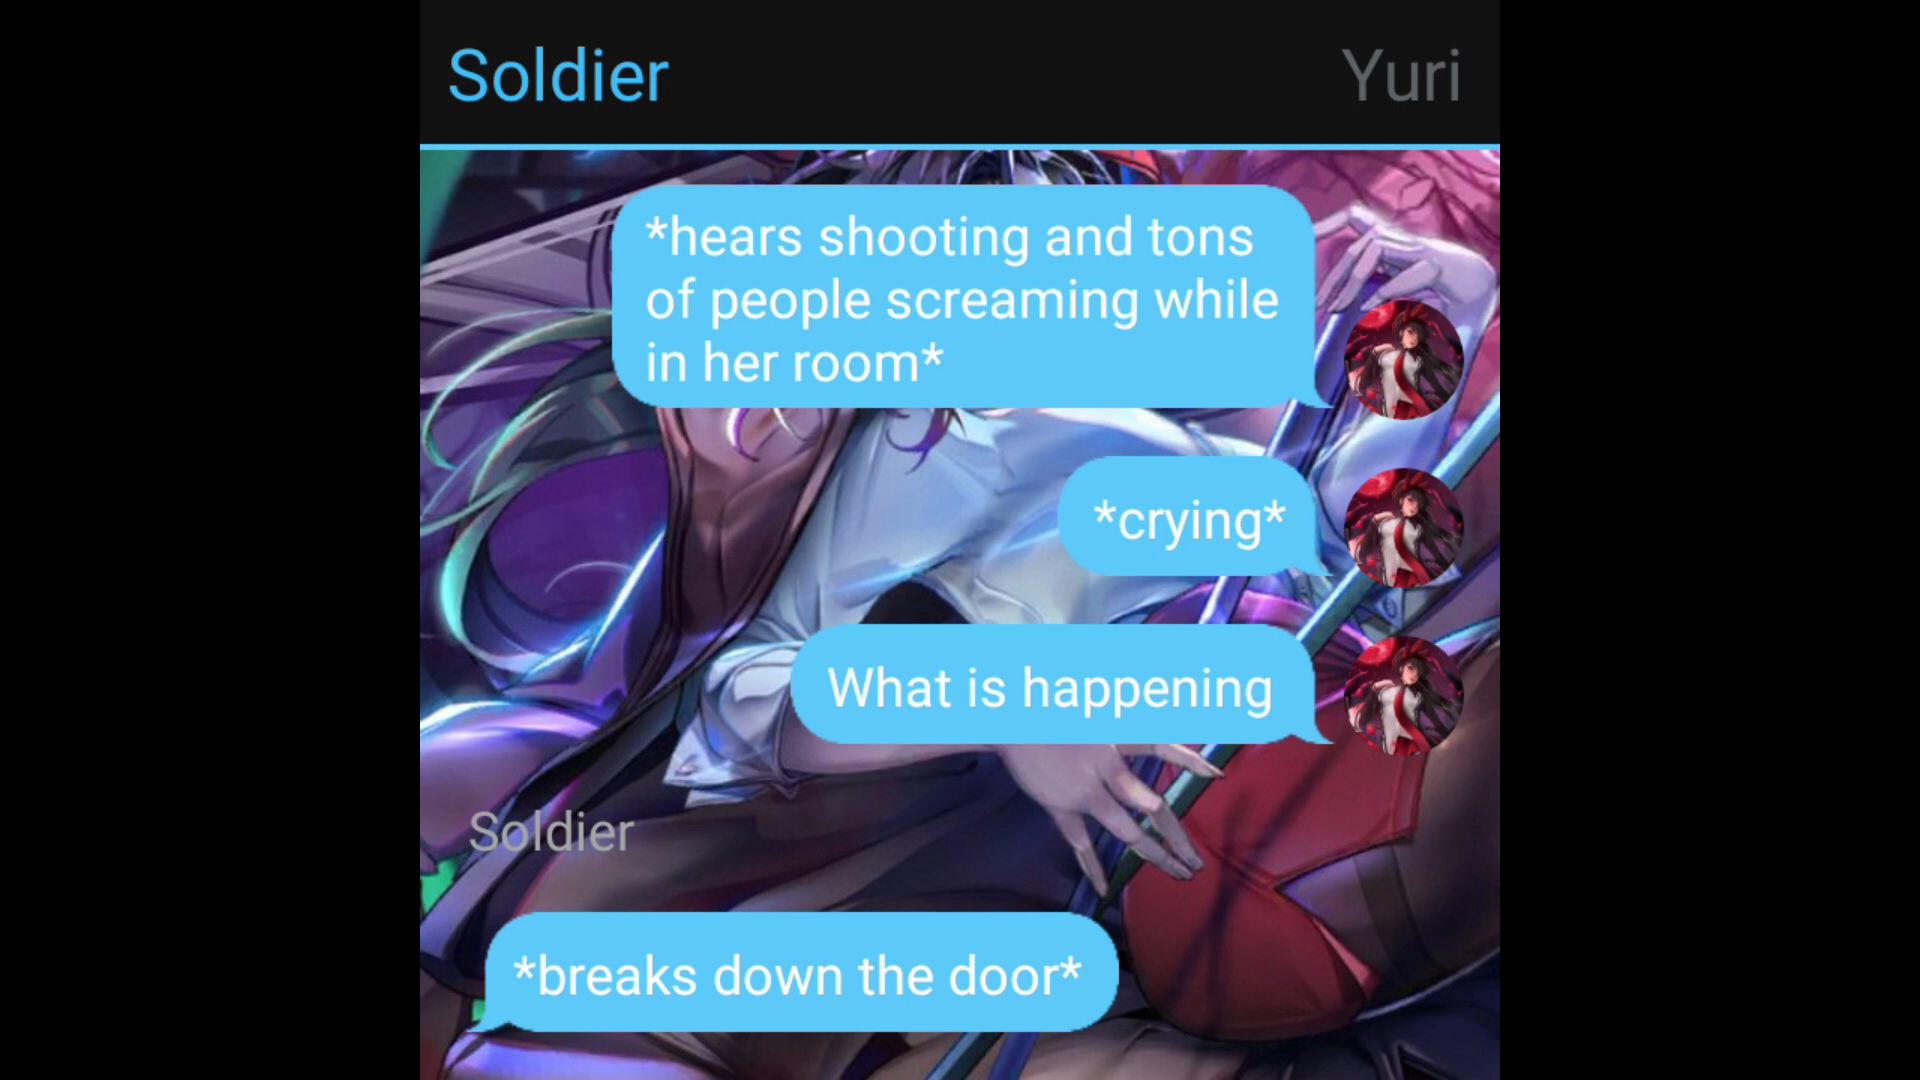 Soldier
Yuri
*hears shooting and tons
of people screaming while
in her room*
*crying*
What is happening
Soldier
*breaks down the door*